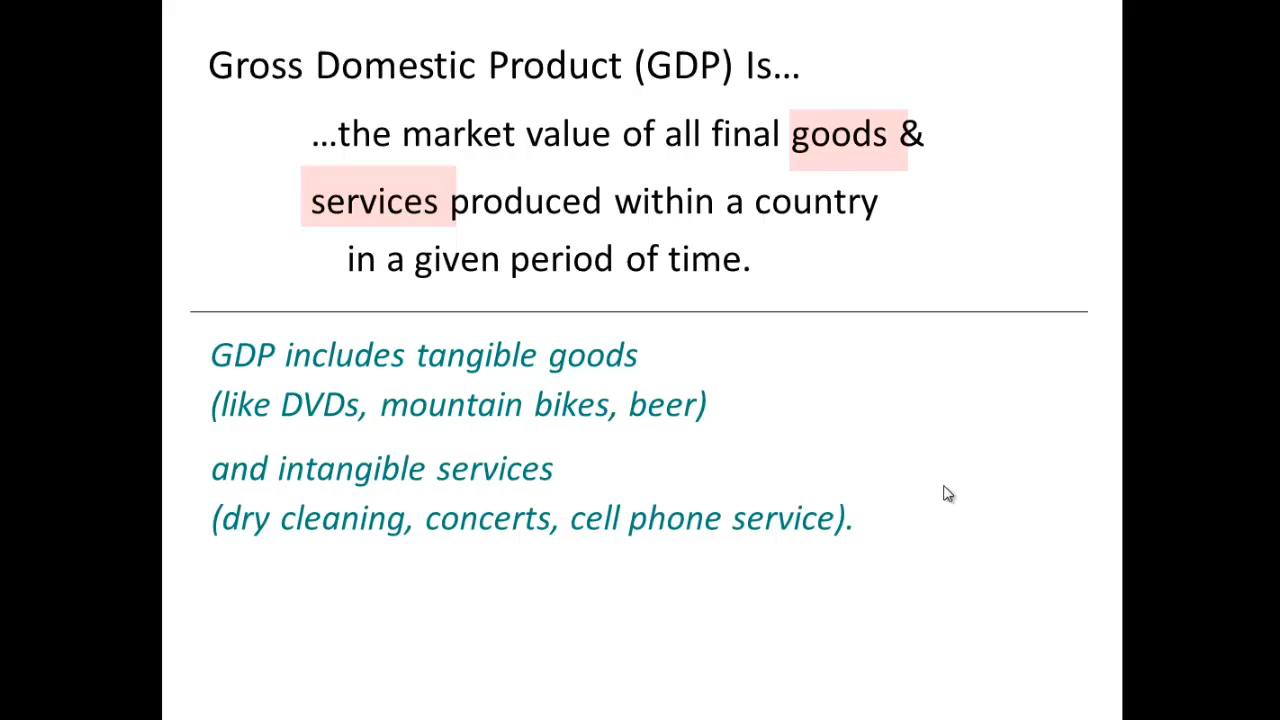 Gross Domestic Product (GDP) Is…
…the market value of all final goods &
services produced within a country
in a given period of time.
GDP includes tangible goods
(like DVDs, mountain bikes, beer)
and intangible services
(dry cleaning, concerts, cell phone service).